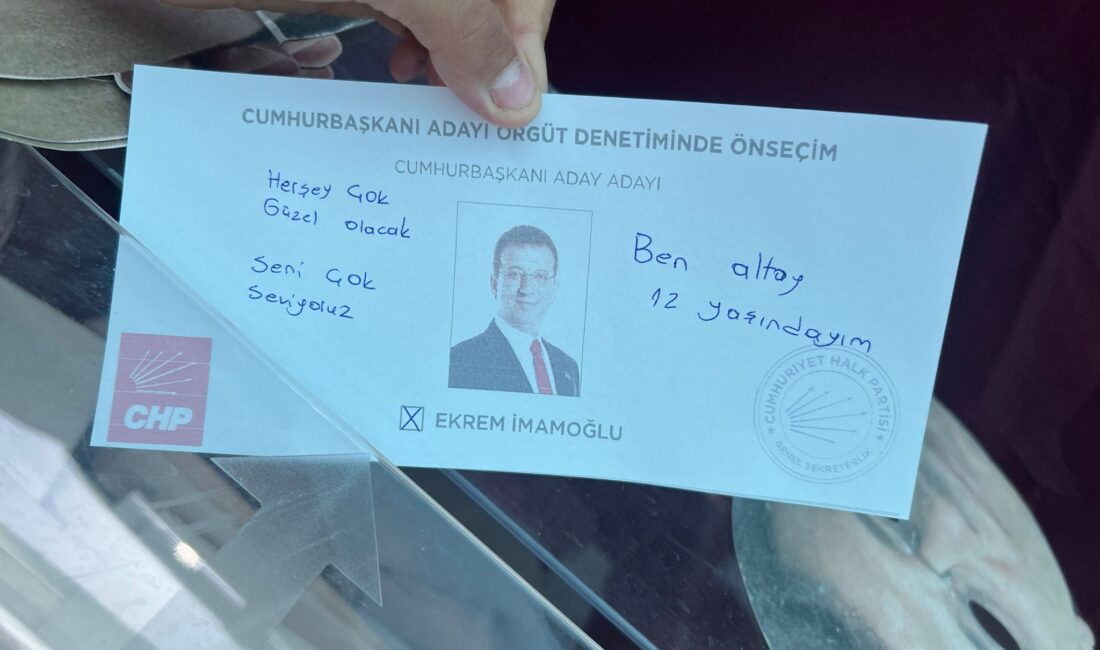 CUMHURBAŞKANI ADAYI ÖRGÜT DENETİMİNDE ÖNSEÇİM
CUMHURBAŞKANI ADAY ADAYI
Herşey Çok
Güzel olacak
Seni Çok
Seviyoruz
Ben altay
12 yaşındayım
CHP
EKREM İMAMOĞLU
CUMHURİYET HALK PARTİSİ
GENEL SEKRETERLİK